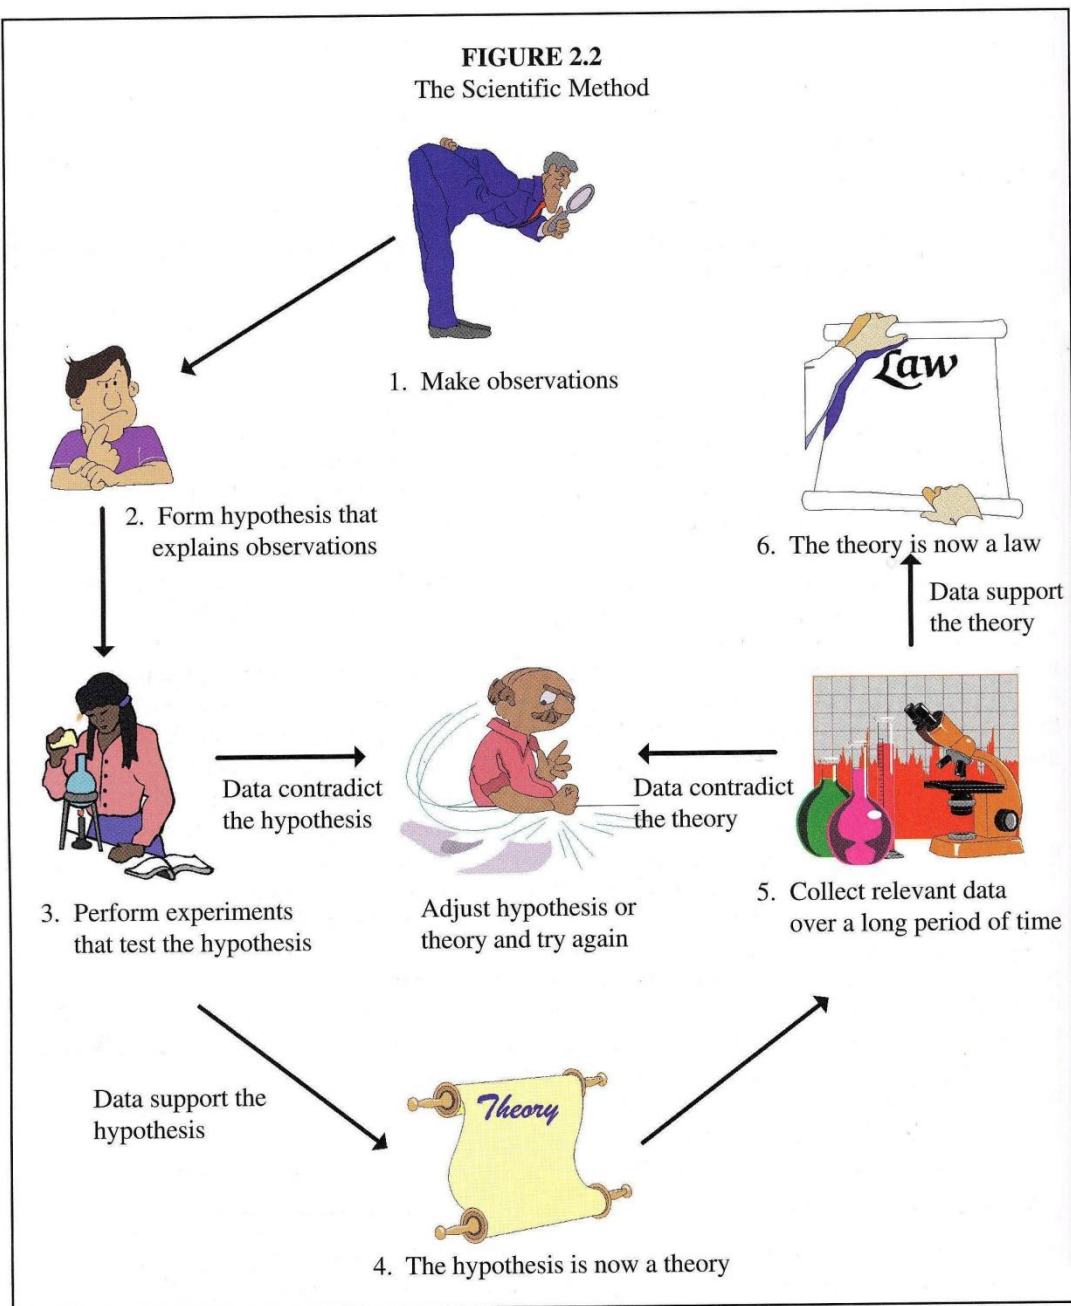 FIGURE 2.2
The Scientific Method
1. Make observations
2. Form hypothesis that
explains observations
3. Perform experiments
that test the hypothesis
Data contradict
the hypothesis
Adjust hypothesis or
theory and try again
Data support the
hypothesis
Theory
4. The hypothesis is now a theory
5. Collect relevant data
over a long period of time
Data contradict
the theory
Data support
the theory
Law
6. The theory is now a law